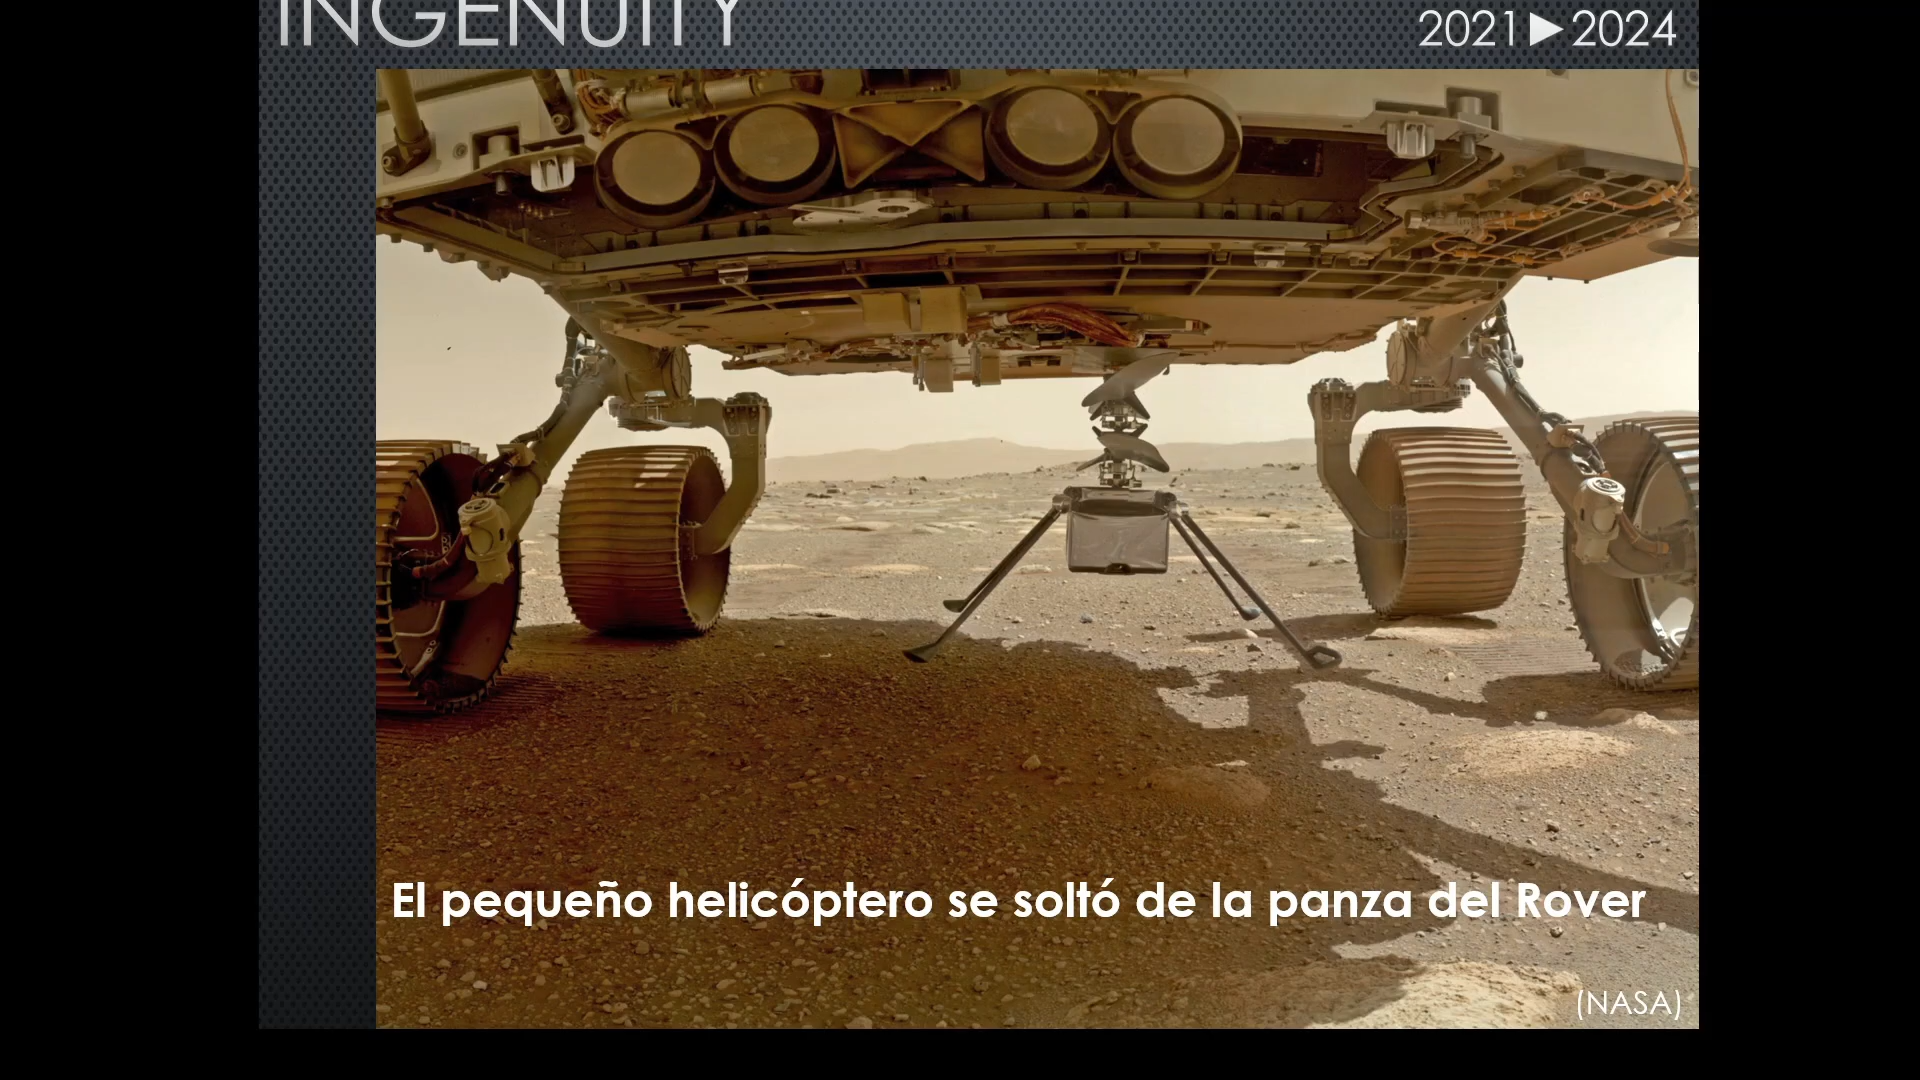 INGENUITY
2021►2024
El pequeño helicóptero se soltó de la panza del Rover
(NASA)